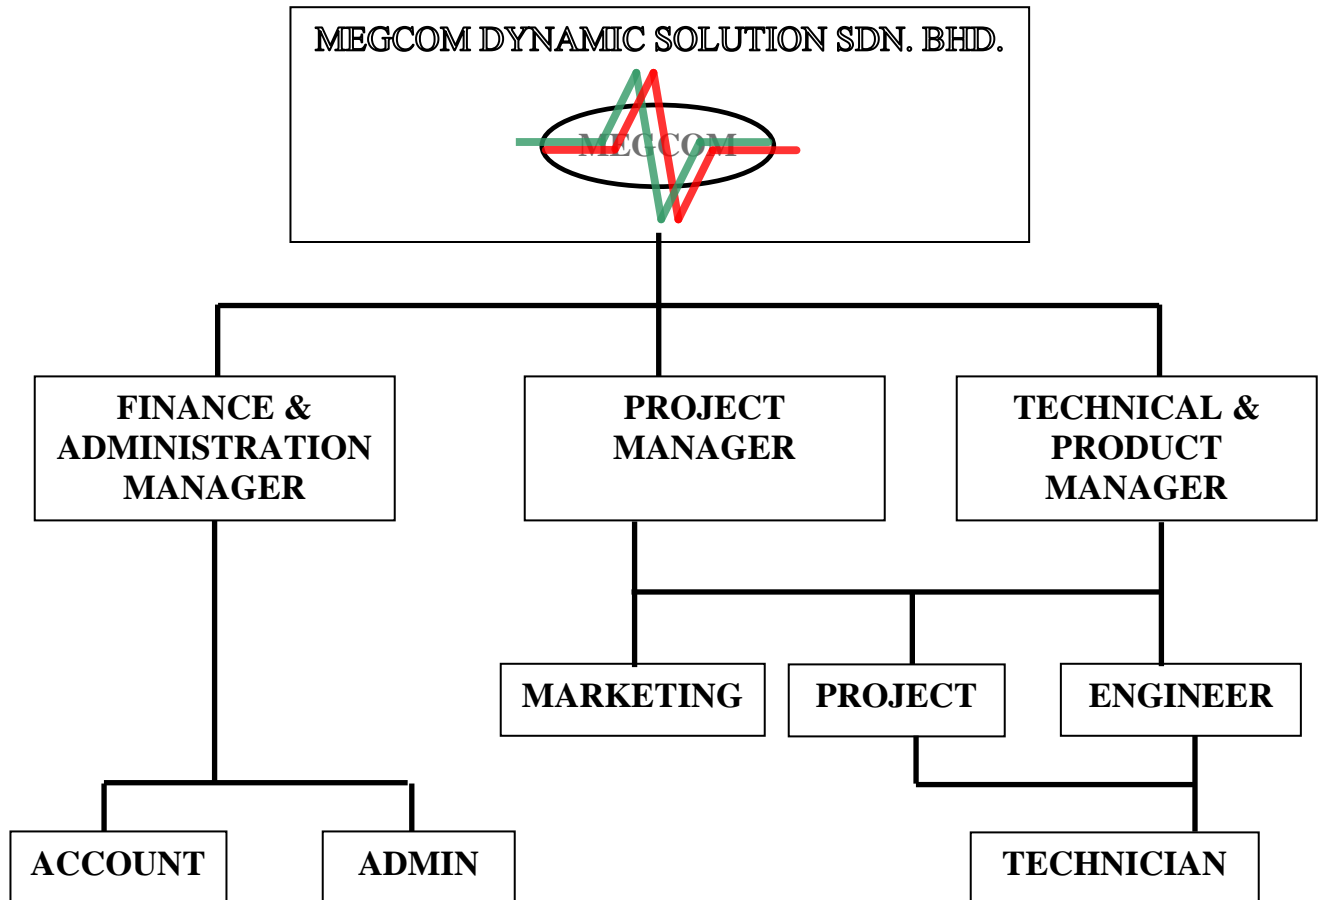 MEGCOM DYNAMIC SOLUTION SDN. BHD.
MEGCOM
FINANCE &
ADMINISTRATION
MANAGER
PROJECT
MANAGER
TECHNICAL &
PRODUCT
MANAGER
MARKETING
PROJECT
ENGINEER
ACCOUNT
ADMIN
TECHNICIAN